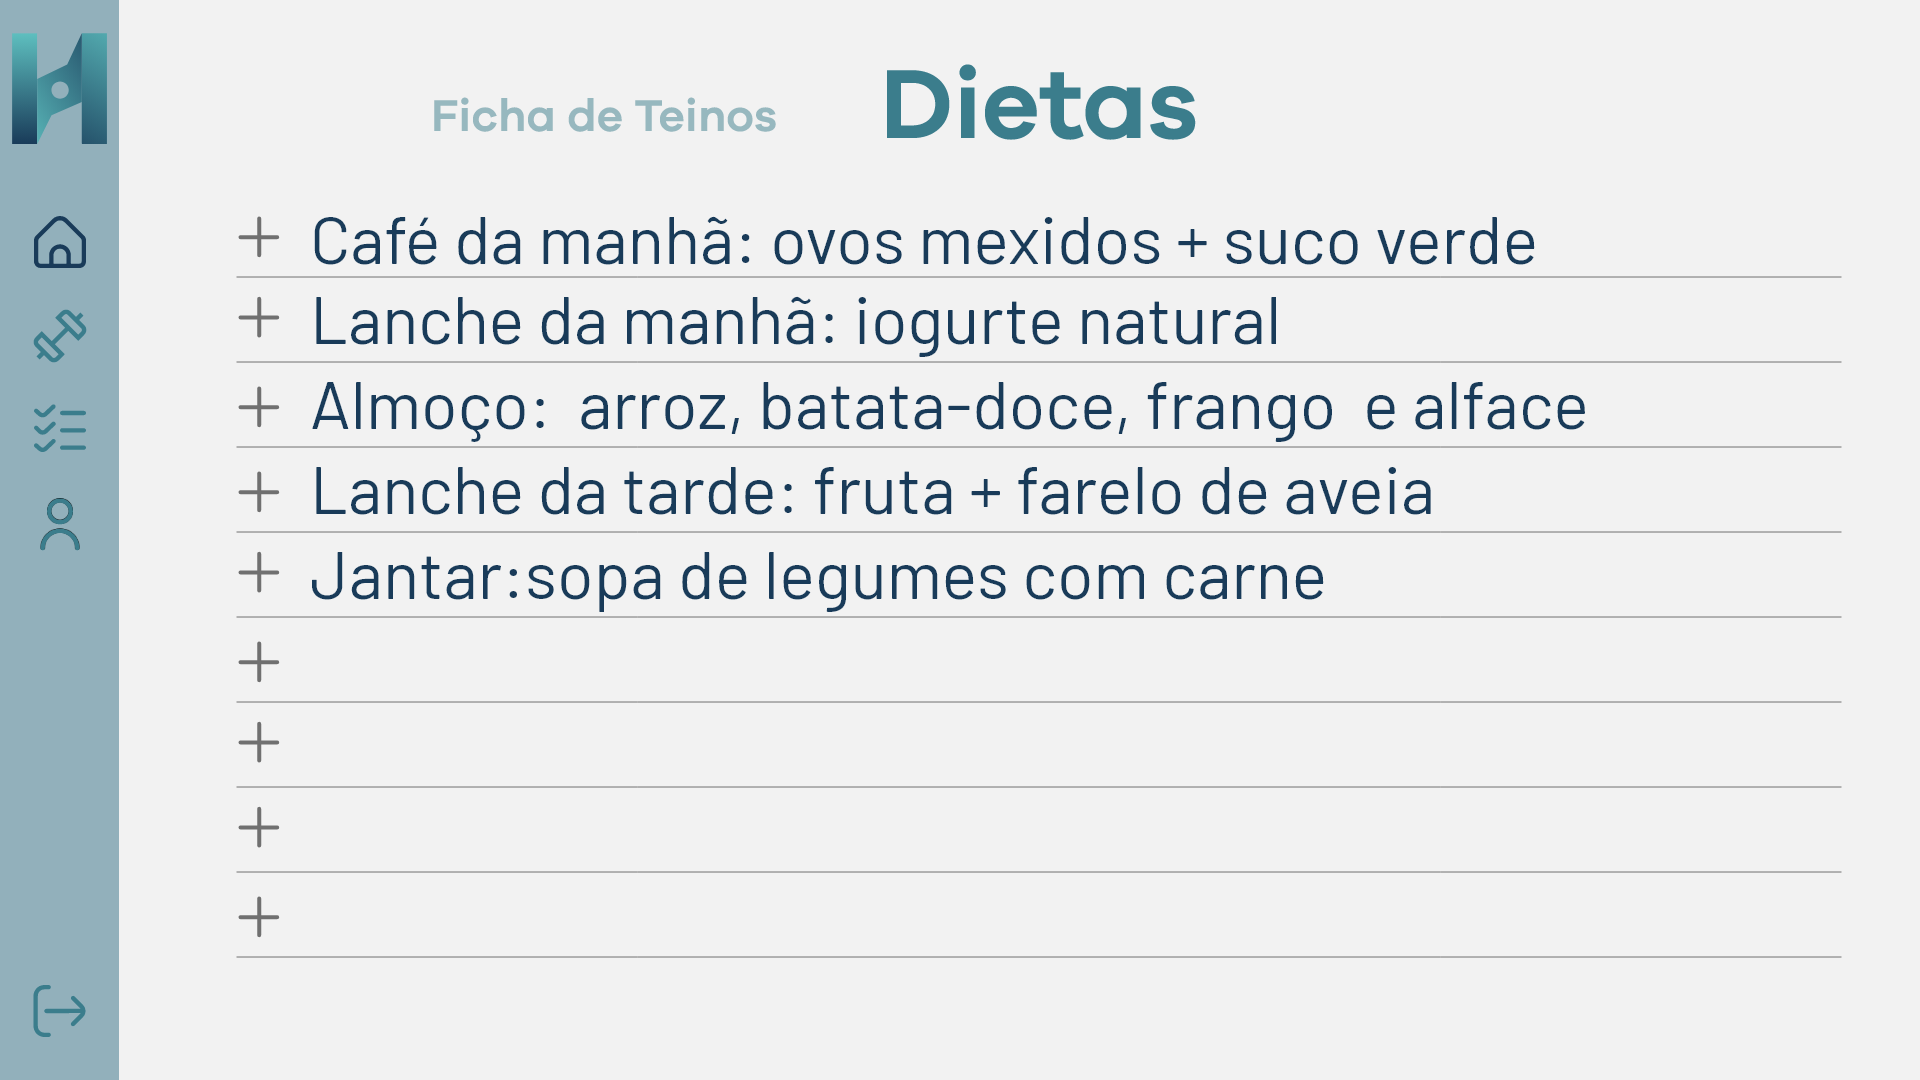 Ficha de Teinos
Dietas
+ Café da manhã: ovos mexidos + suco verde
+ Lanche da manhã: iogurte natural
+ Almoço:  arroz, batata-doce, frango  e alface
+ Lanche da tarde: fruta + farelo de aveia
+ Jantar:sopa de legumes com carne
+
+
+
+